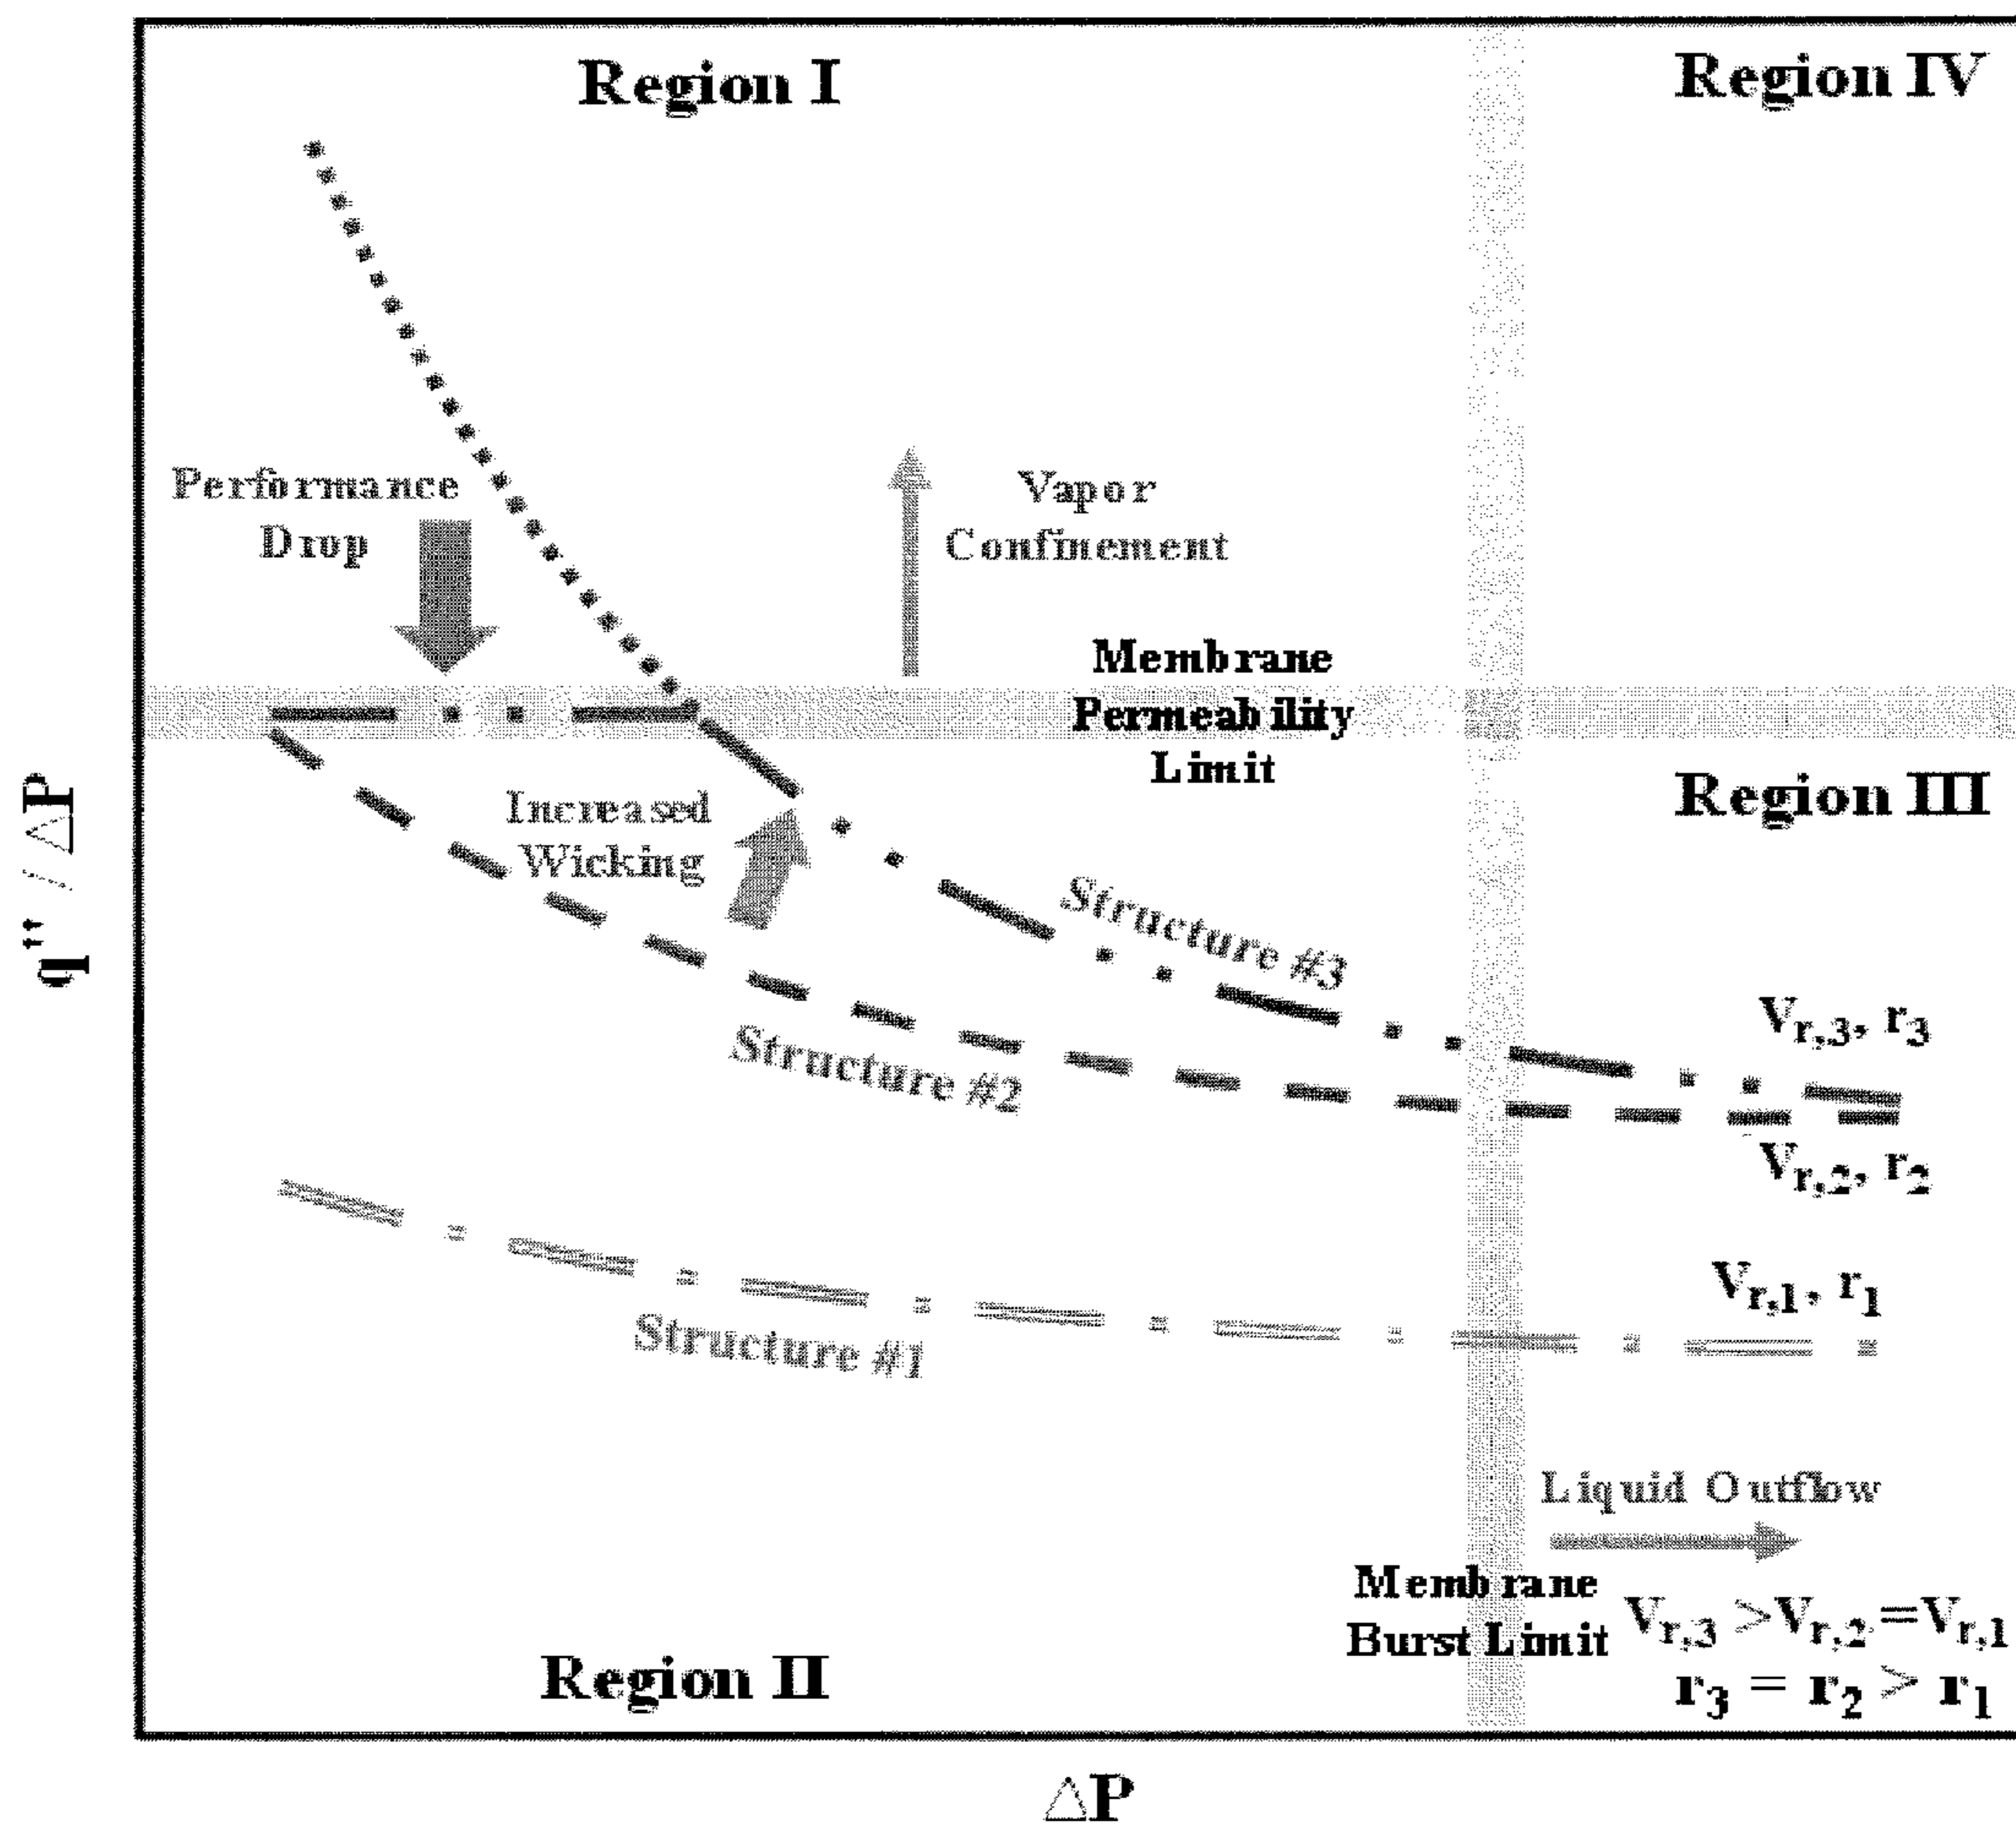 Region I
Region IV
Performance
Drop
Vapor
Confinement
Membrane
Permeability
Limit
Region III
Increased
Wicking
q'' / △P
Structure #3
Structure #2
Structure #1
Vr,3, r3
Vr,2, r2
Vr,1, r1
Liquid Outflow
Membrane
Burst Limit
Vr,3 >Vr,2 =Vr,1
r3 = r2 > r1
Region II
△P